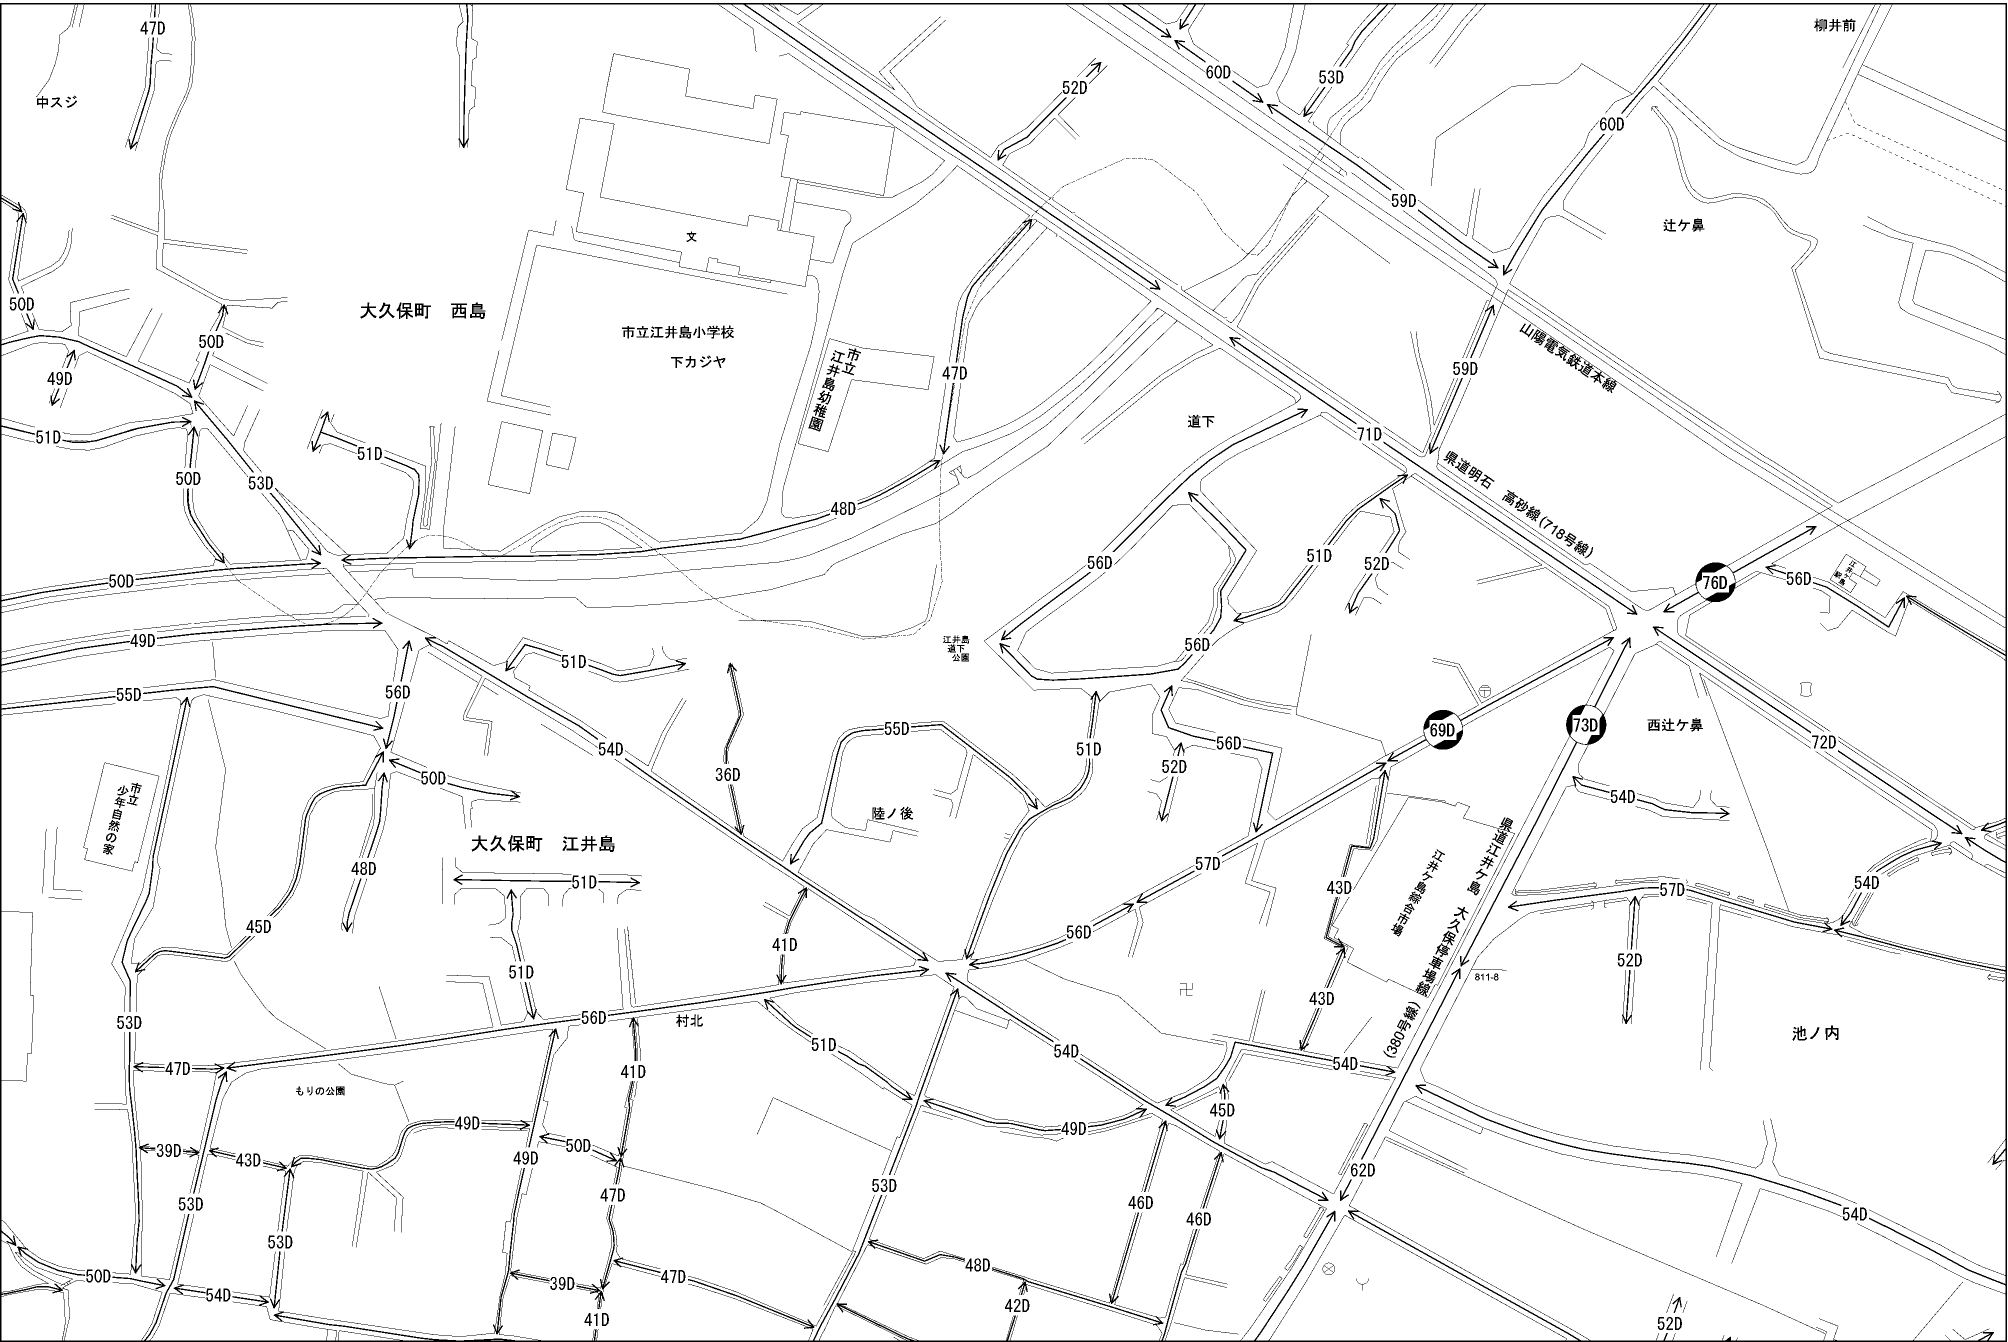 47D
柳井前
60D
53D
52D
中スジ
60D
59D
辻ケ鼻
文
50D
大久保町　西島
市立江井島小学校
下カジヤ
50D
山陽電気鉄道本線
市立
江井島幼稚園
47D
59D
49D
道下
51D
71D
51D
50D
53D
県道明石　高砂線(718号線)
48D
56D
51D
52D
50D
76D
56D
江井ケ島
駅
49D
江井島
道下
公園
56D
51D
55D
56D
西辻ケ鼻
54D
55D
69D
73D
51D
56D
72D
36D
52D
50D
市立
少年自然の家
54D
陸ノ後
県道江井ケ島　大久保停車場線
(380号線)
大久保町　江井島
57D
江井ケ島綜合市場
48D
51D
43D
57D
54D
45D
56D
41D
51D
52D
811-8
43D
53D
56D
村北
池ノ内
51D
54D
54D
47D
41D
もりの公園
45D
49D
49D
50D
39D
43D
49D
62D
53D
47D
53D
46D
46D
54D
53D
48D
50D
39D
47D
54D
42D
41D
52D